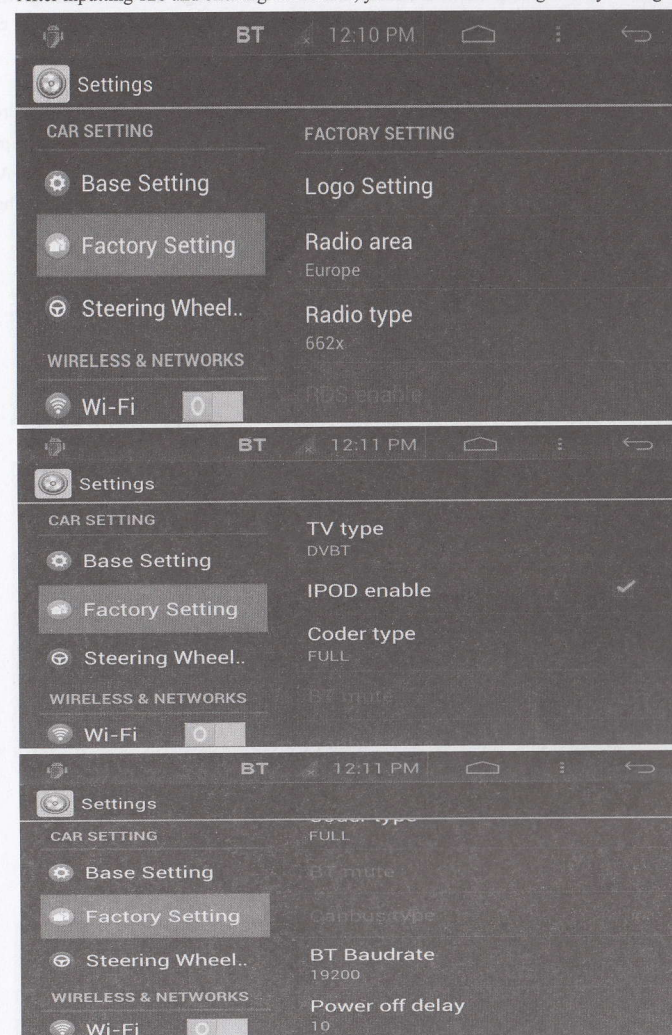 BT 12:10 PM
Settings
CAR SETTING
Base Setting
Factory Setting
Steering Wheel..
WIRELESS & NETWORKS
Wi-Fi
FACTORY SETTING
Logo Setting
Radio area
Europe
Radio type
662x
RDS enable
BT 12:11 PM
Settings
CAR SETTING
Base Setting
Factory Setting
Steering Wheel..
WIRELESS & NETWORKS
Wi-Fi
TV type
DVBT
IPOD enable
Coder type
FULL
BT mute
BT 12:11 PM
Settings
CAR SETTING
Base Setting
Factory Setting
Steering Wheel..
WIRELESS & NETWORKS
Wi-Fi
Coder type
FULL
BT mute
Canbus type
BT Baudrate
19200
Power off delay
10